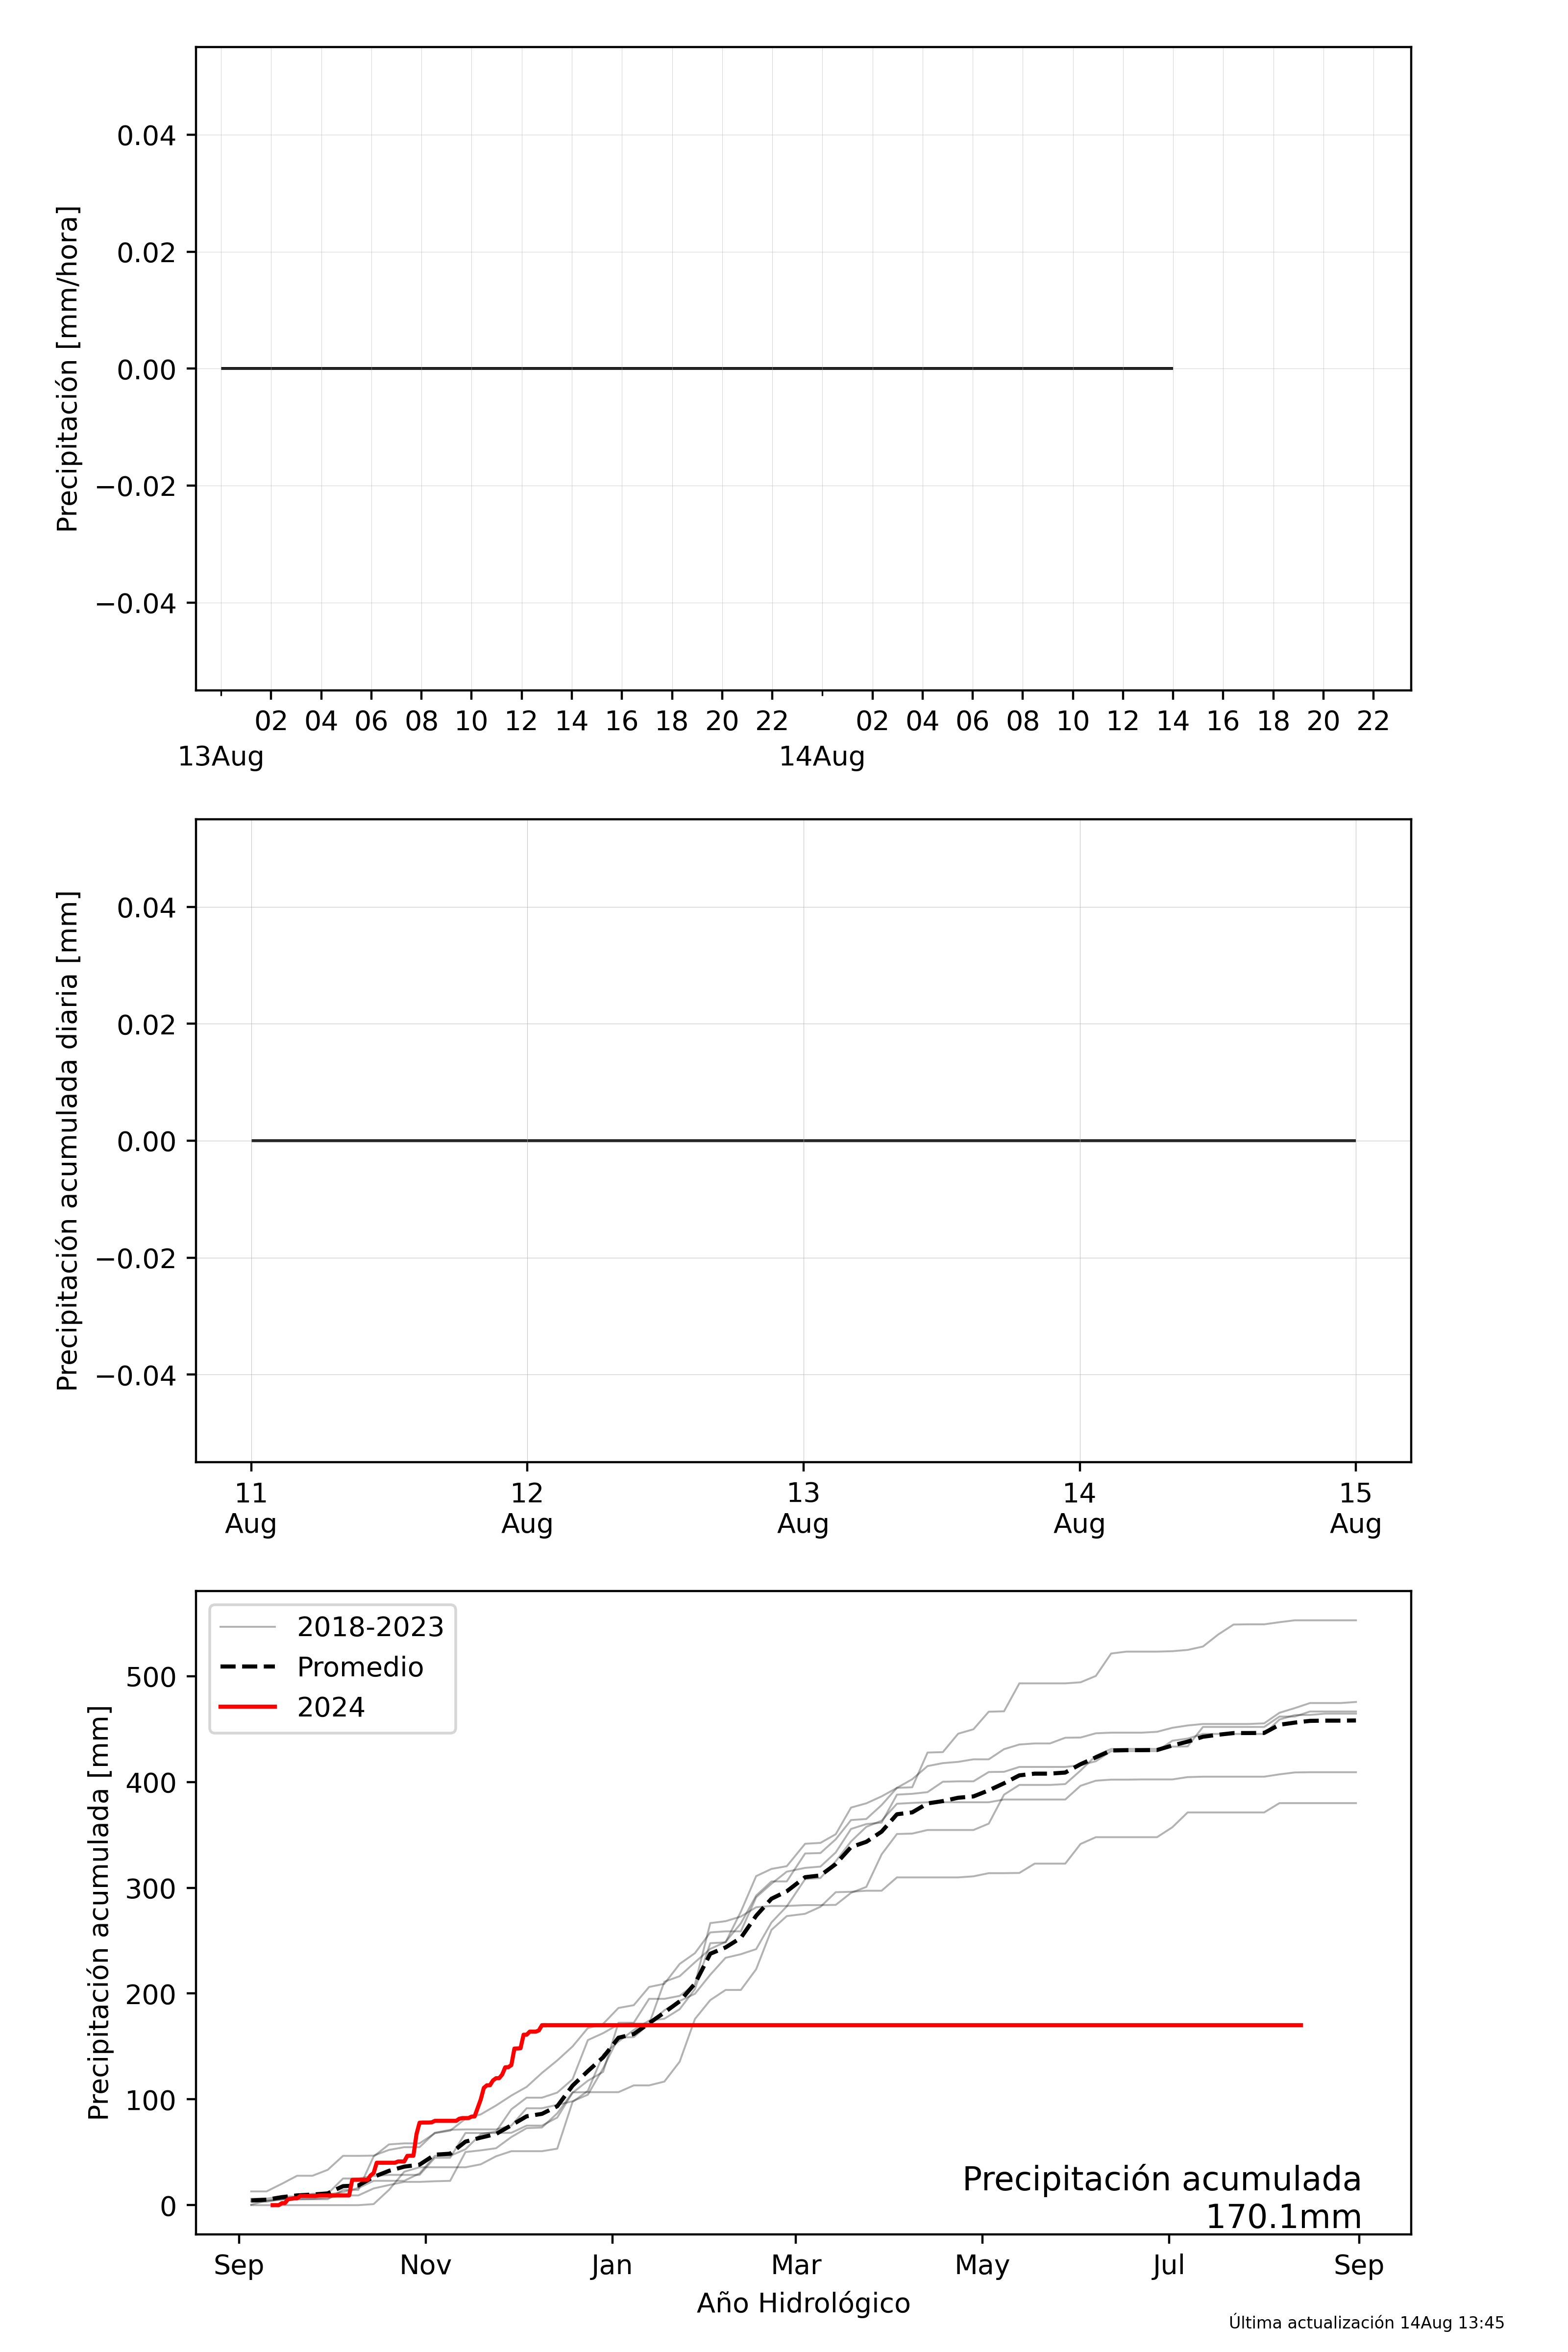 Precipitación [mm/hora]
0.04
0.02
0.00
−0.02
−0.04
02 04 06 08 10 12 14 16 18 20 22 02 04 06 08 10 12 14 16 18 20 22
13Aug 14Aug
Precipitación acumulada diaria [mm]
0.04
0.02
0.00
−0.02
−0.04
11 12 13 14 15
Aug Aug Aug Aug Aug
Precipitación acumulada [mm]
500
400
300
200
100
0
2018-2023
Promedio
2024
Precipitación acumulada
170.1mm
Sep Nov Jan Mar May Jul Sep
Año Hidrológico
Última actualización 14Aug 13:45